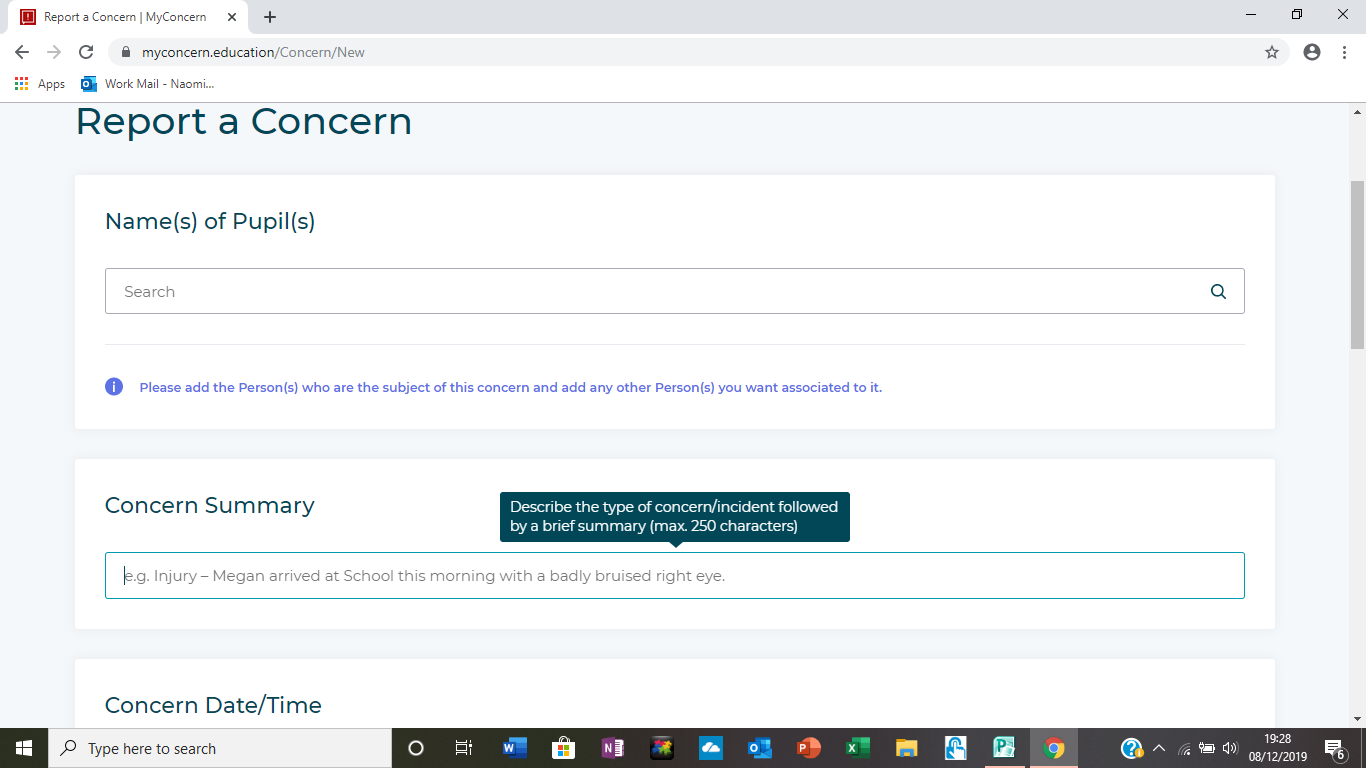 Report a Concern | MyConcern
myconcern.education/Concern/New
Apps
Work Mail - Naomi...
Report a Concern
Name(s) of Pupil(s)
Search
Please add the Person(s) who are the subject of this concern and add any other Person(s) you want associated to it.
Concern Summary
Describe the type of concern/incident followed
by a brief summary (max. 250 characters)
e.g. Injury – Megan arrived at School this morning with a badly bruised right eye.
Concern Date/Time
Type here to search
19:28
08/12/2019
6